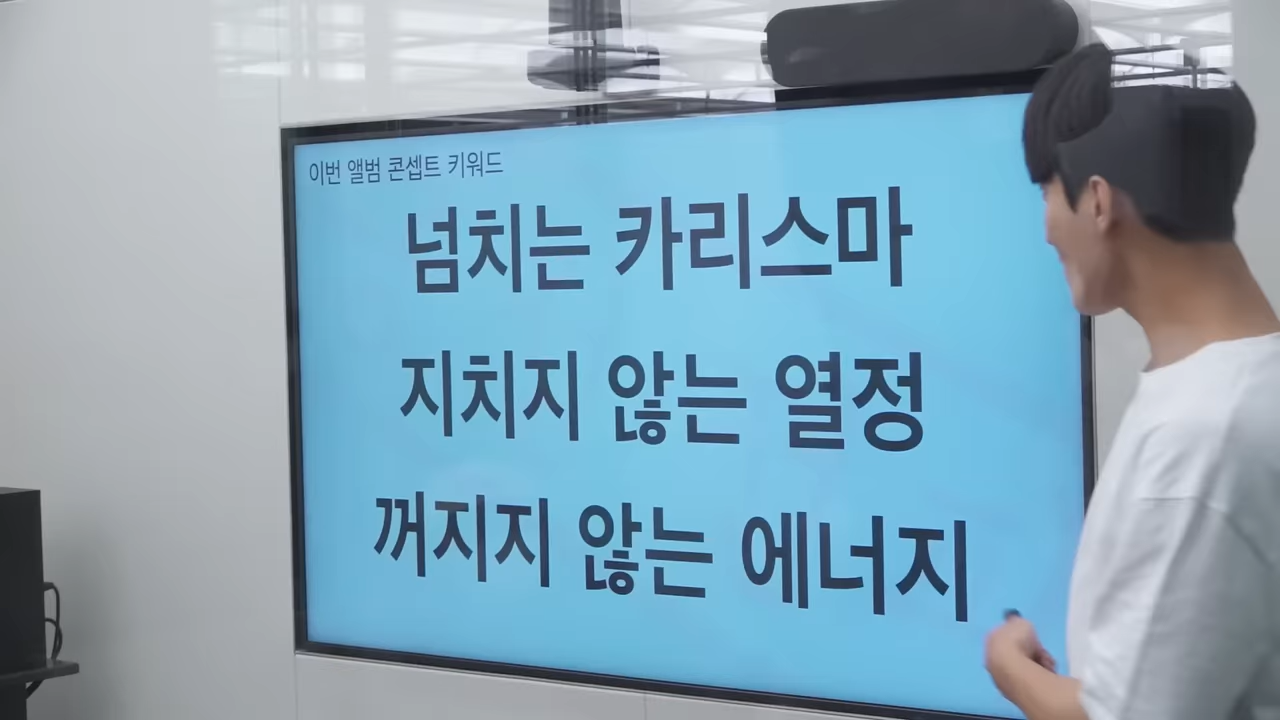 이번 앨범 콘셉트 키워드
넘치는 카리스마
지치지 않는 열정
꺼지지 않는 에너지